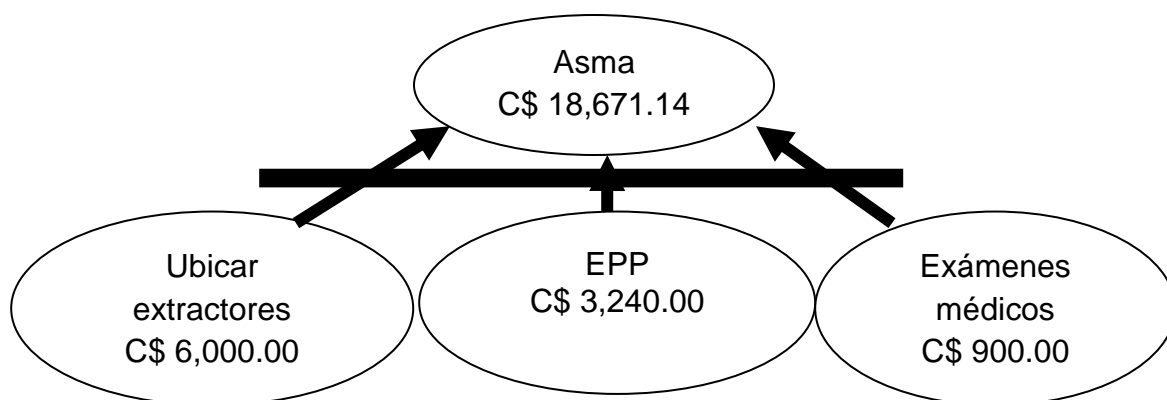 Asma
C$ 18,671.14
Ubicar
extractores
C$ 6,000.00
EPP
C$ 3,240.00
Exámenes
médicos
C$ 900.00